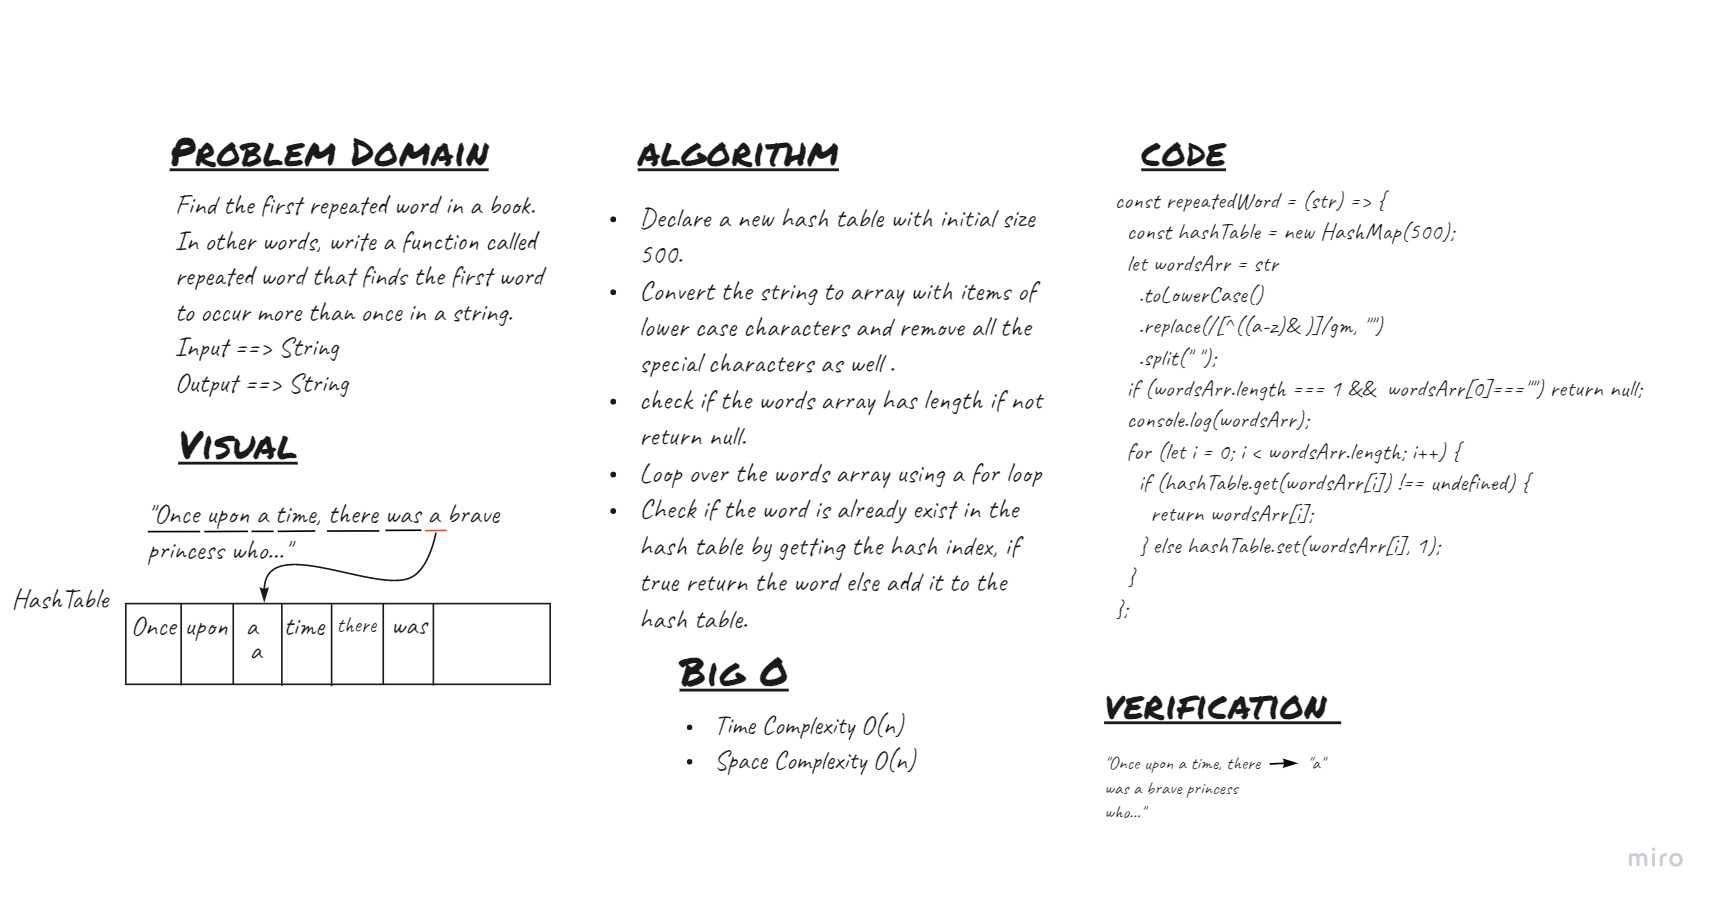 PROBLEM DOMAIN
Find the first repeated word in a book.
In other words, write a function called
repeated word that finds the first word
to occur more than once in a string.
Input ==> String
Output ==> String
VISUAL
"Once upon a time, there was a brave
princess who..."
HashTable
Once upon a time there was
a
ALGORITHM
• Declare a new hash table with initial size
500.
• Convert the string to array with items of
lower case characters and remove all the
special characters as well .
• check if the words array has length if not
return null.
• Loop over the words array using a for loop
• Check if the word is already exist in the
hash table by getting the hash index, if
true return the word else add it to the
hash table.
BIG O
• Time Complexity O(n)
• Space Complexity O(n)
CODE
const repeatedWord = (str) => {
const hashTable = new HashMap(500);
let wordsArr = str
.toLowerCase()
.replace(/[^((a-z)& )]/gm, "")
.split(" ");
if (wordsArr.length === 1 && wordsArr[0]==="") return null;
console.log(wordsArr);
for (let i = 0; i < wordsArr.length; i++) {
if (hashTable.get(wordsArr[i]) !== undefined) {
return wordsArr[i];
} else hashTable.set(wordsArr[i], 1);
}
};
VERIFICATION
"Once upon a time, there "a"
was a brave princess
who..."
miro